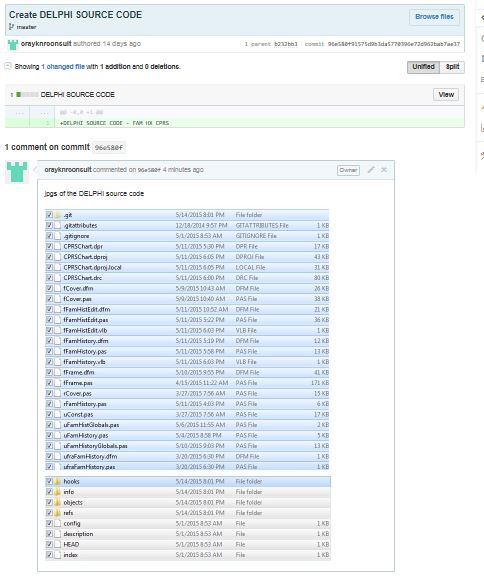 Create DELPHI SOURCE CODE
Browse files
master
orayknroonsuit authored 14 days ago
1 parent b232bb3 commit 96e580f91575d9b3da5770396e72d962bab7ae37
Showing 1 changed file with 1 addition and 0 deletions.
Unified Split
1 DELPHI SOURCE CODE View
... ... @@ -0,0 +1 @@
1 +DELPHI SOURCE CODE - FAM HX CPRS
1 comment on commit 96e580f
orayknroonsuit commented on 96e580f 4 minutes ago Owner
jpgs of the DELPHI source code
.git 5/14/2015 8:01 PM File folder
.gitattributes 12/18/2014 9:57 PM GITATTRIBUTES File 1 KB
.gitignore 5/1/2015 8:53 AM GITIGNORE File 1 KB
CPRSChart.dpr 5/11/2015 5:30 PM DPR File 17 KB
CPRSChart.dproj 5/11/2015 6:05 PM DPROJ File 43 KB
CPRSChart.dproj.local 5/11/2015 6:05 PM LOCAL File 31 KB
CPRSChart.drc 5/11/2015 6:00 PM DRC File 80 KB
fCover.dfm 5/9/2015 10:43 AM DFM File 26 KB
fCover.pas 5/9/2015 10:40 AM PAS File 38 KB
fFamHistEdit.dfm 5/11/2015 10:52 AM DFM File 21 KB
fFamHistEdit.pas 5/11/2015 5:22 PM PAS File 36 KB
fFamHistEdit.vlb 5/11/2015 6:03 PM VLB File 1 KB
fFamHistory.dfm 5/11/2015 5:19 PM DFM File 12 KB
fFamHistory.pas 5/11/2015 5:58 PM PAS File 13 KB
fFamHistory.vlb 5/11/2015 6:03 PM VLB File 1 KB
fFrame.dfm 5/10/2015 9:55 PM DFM File 41 KB
fFrame.pas 4/15/2015 11:22 AM PAS File 171 KB
rCover.pas 3/27/2015 7:56 AM PAS File 15 KB
rFamHistory.pas 5/11/2015 4:03 PM PAS File 6 KB
uConst.pas 3/27/2015 7:56 AM PAS File 17 KB
uFamHistGlobals.pas 5/6/2015 11:55 AM PAS File 2 KB
uFamHistory.pas 5/4/2015 8:58 PM PAS File 5 KB
uFamHistoryGlobals.pas 5/10/2015 9:03 PM PAS File 13 KB
ufraFamHistory.dfm 3/20/2015 6:30 PM DFM File 1 KB
ufraFamHistory.pas 3/20/2015 6:30 PM PAS File 1 KB
hooks 5/14/2015 8:01 PM File folder
info 5/14/2015 8:01 PM File folder
objects 5/14/2015 8:01 PM File folder
refs 5/14/2015 8:01 PM File folder
config 5/1/2015 8:53 AM File 1 KB
description 5/1/2015 8:53 AM File 1 KB
HEAD 5/1/2015 8:53 AM File 1 KB
index 5/1/2015 8:53 AM File 1 KB